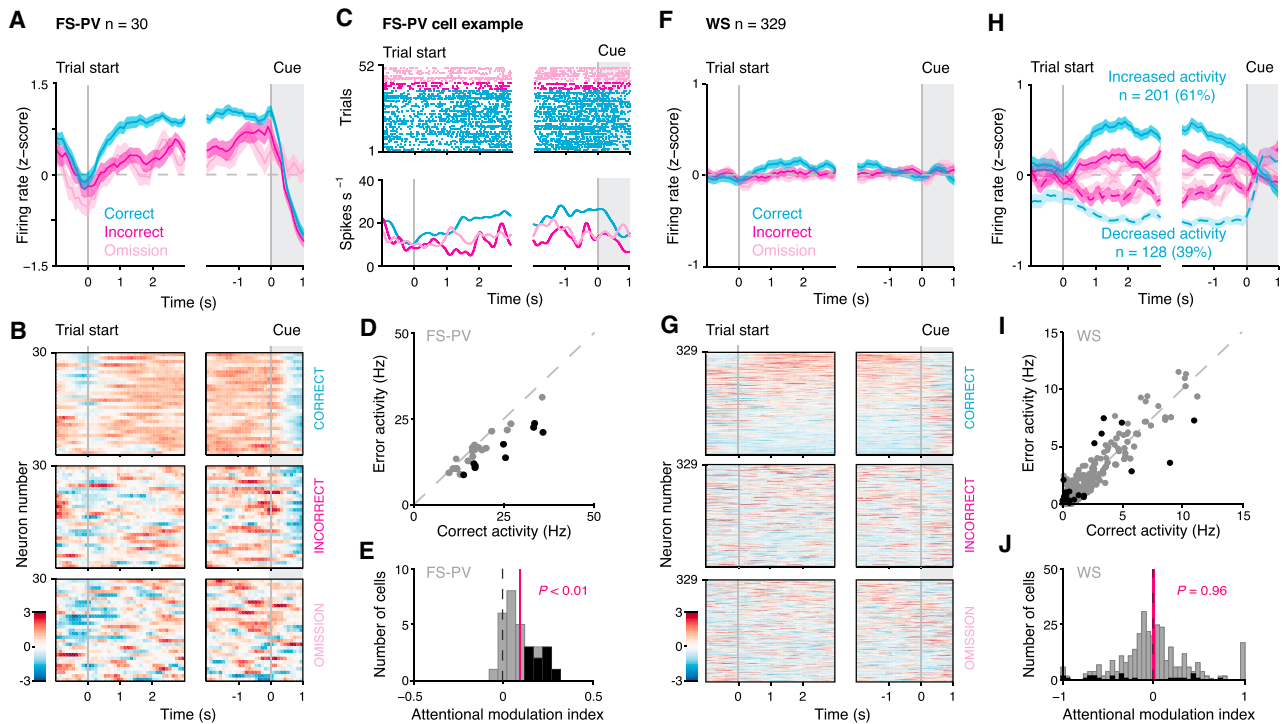 A
FS-PV n = 30
Trial start
Cue
1.5
0
−1.5
Firing rate (z−score)
Correct
Incorrect
Omission
0
1
2
-1
0
1
Time (s)
B
Trial start
Cue
30
30
30
Neuron number
CORRECT
INCORRECT
OMISSION
3
0
-3
0
1
2
-1
0
1
Time (s)
C
FS-PV cell example
Trial start
Cue
52
1
Trials
40
20
0
Spikes s⁻¹
0
1
2
-1
0
1
Time (s)
D
FS-PV
50
25
0
Error activity (Hz)
0
25
50
Correct activity (Hz)
E
FS-PV
P < 0.01
10
5
0
Number of cells
−0.5
0
0.5
Attentional modulation index
F
WS n = 329
Trial start
Cue
1
0
-1
Firing rate (z−score)
Correct
Incorrect
Omission
0
1
2
-1
0
1
Time (s)
G
Trial start
Cue
329
329
329
Neuron number
CORRECT
INCORRECT
OMISSION
3
0
-3
0
1
2
-1
0
1
Time (s)
H
Trial start
Cue
Increased activity
n = 201 (61%)
1
0
-1
Firing rate (z−score)
Decreased activity
n = 128 (39%)
0
1
2
-1
0
1
Time (s)
I
WS
15
10
5
0
Error activity (Hz)
0
5
10
15
Correct activity (Hz)
J
WS
P = 0.96
50
25
0
Number of cells
−1
0
1
Attentional modulation index